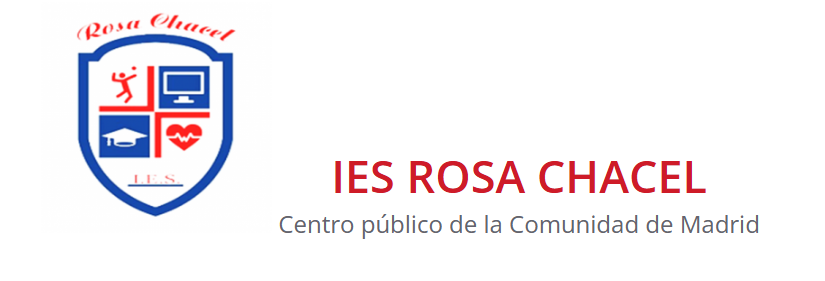 Rosa Chacel
I.E.S.
IES ROSA CHACEL
Centro público de la Comunidad de Madrid